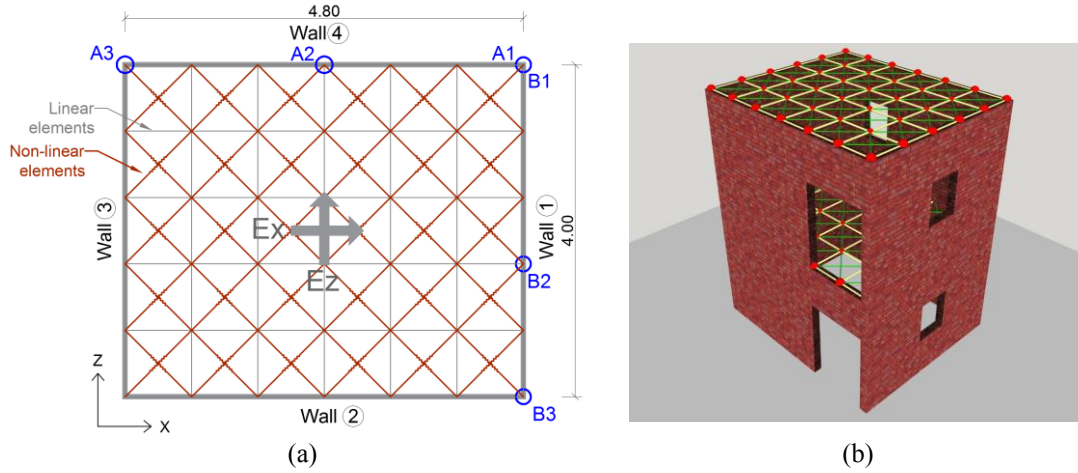 4.80
Wall 4
A3
A2
A1
B1
Linear
elements
Non-linear
elements
Wall 3
Ex
Ez
Wall 1
4.00
B2
Z
X
Wall 2
B3
(a)
(b)